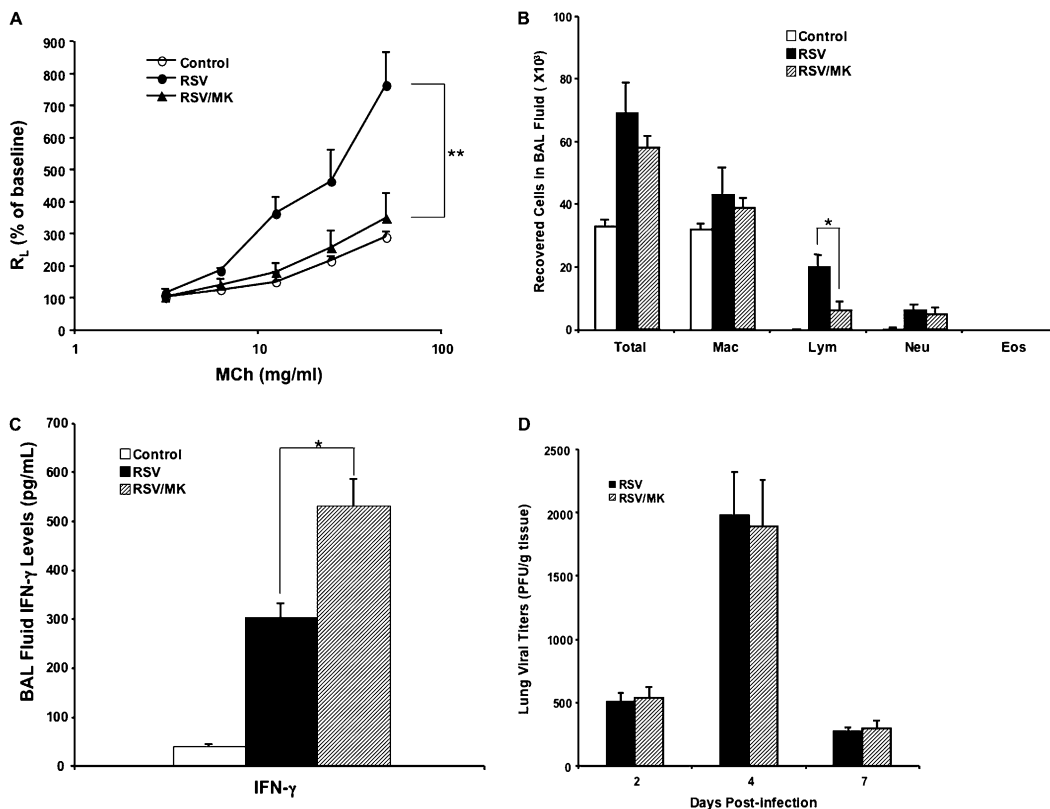 A
900
800
700
600
500
400
300
200
100
0
R_L (% of baseline)
Control
RSV
RSV/MK
**
1
10
100
MCh (mg/ml)
B
100
80
60
40
20
0
Recovered Cells in BAL Fluid ( X10³)
Control
RSV
RSV/MK
*
Total
Mac
Lym
Neu
Eos
C
700
600
500
400
300
200
100
0
BAL Fluid IFN-γ Levels (pg/mL)
Control
RSV
RSV/MK
*
IFN-γ
D
2500
2000
1500
1000
500
0
Lung Viral Titers (PFU/g tissue)
RSV
RSV/MK
2
4
7
Days Post-infection